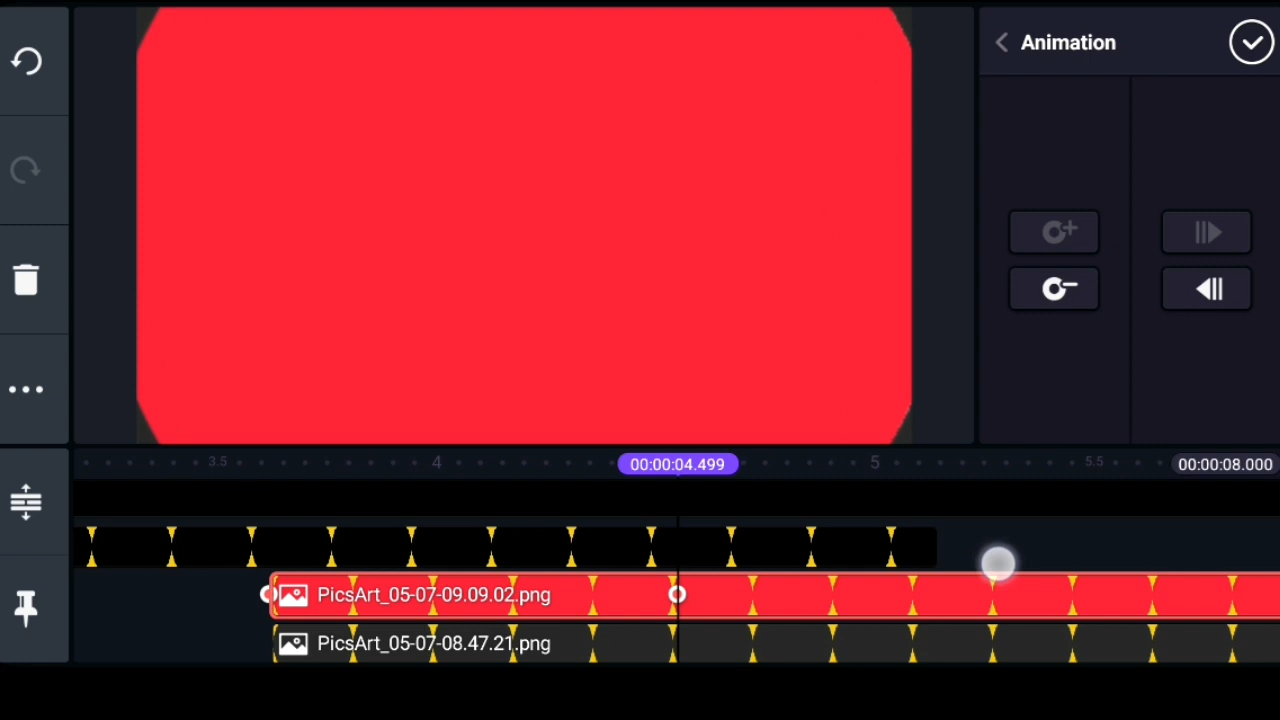 Animation
3.5
4
00:00:04.499
5
5.5
00:00:08.000
PicsArt_05-07-09.09.02.png
PicsArt_05-07-08.47.21.png